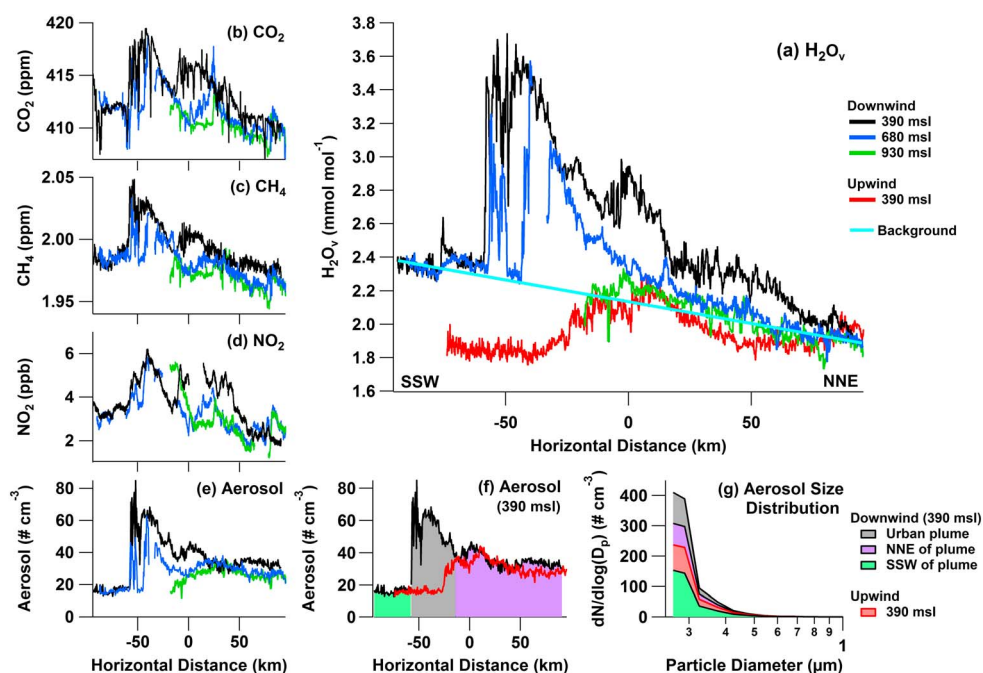 (b) CO2
CO2 (ppm)
420
415
410
(c) CH4
CH4 (ppm)
2.05
2.00
1.95
(d) NO2
NO2 (ppb)
6
4
2
(a) H2Ov
H2Ov (mmol mol-1)
3.8
3.6
3.4
3.2
3.0
2.8
2.6
2.4
2.2
2.0
1.8
1.6
SSW
NNE
-50 0 50
Horizontal Distance (km)
Downwind
390 msl
680 msl
930 msl
Upwind
390 msl
Background
(e) Aerosol
Aerosol (# cm-3)
80
60
40
20
0
-50 0 50
Horizontal Distance (km)
(f) Aerosol
(390 msl)
Aerosol (# cm-3)
80
60
40
20
0
-50 0 50
Horizontal Distance (km)
(g) Aerosol Size
Distribution
dN/dlog(Dp) (# cm-3)
400
300
200
100
0
3 4 5 6 7 8 9
1
Particle Diameter (µm)
Downwind (390 msl)
Urban plume
NNE of plume
SSW of plume
Upwind
390 msl